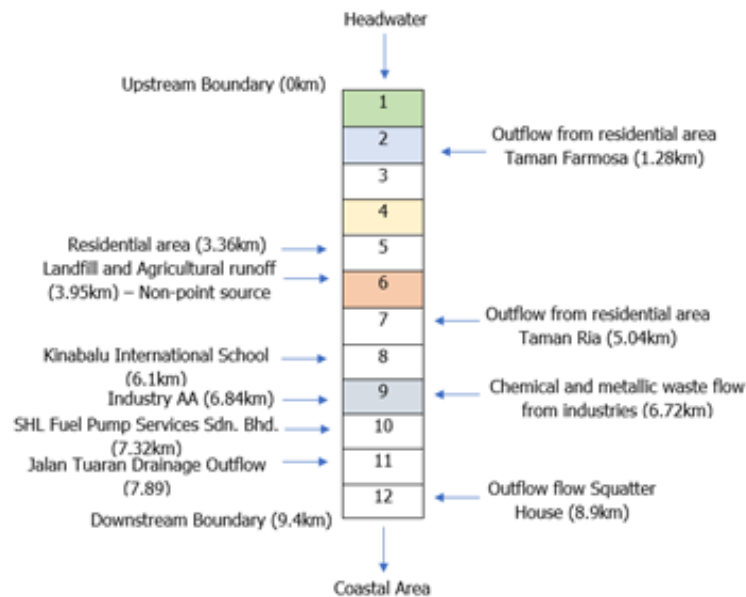 Headwater
Upstream Boundary (0km)
1
2
Outflow from residential area
Taman Farmosa (1.28km)
3
4
Residential area (3.36km)
5
Landfill and Agricultural runoff
(3.95km) – Non-point source
6
7
Outflow from residential area
Taman Ria (5.04km)
Kinabalu International School
(6.1km)
8
Industry AA (6.84km)
9
Chemical and metallic waste flow
from industries (6.72km)
SHL Fuel Pump Services Sdn. Bhd.
(7.32km)
10
Jalan Tuaran Drainage Outflow
(7.89)
11
12
Outflow flow Squatter
House (8.9km)
Downstream Boundary (9.4km)
Coastal Area